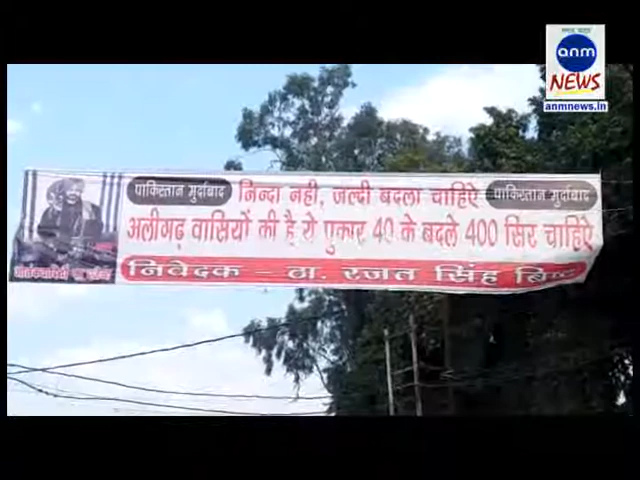 anm
NEWS
anmnews.in
पाकिस्तान मुर्दाबाद निन्दा नही, जल्दी बदला चाहिऐ पाकिस्तान मुर्दाबाद
अलीगढ़ वासियों की है ये पुकार 40 के बदले 400 सिर चाहिऐ
निवेदक – ठा. रजत सिंह बिष्ट